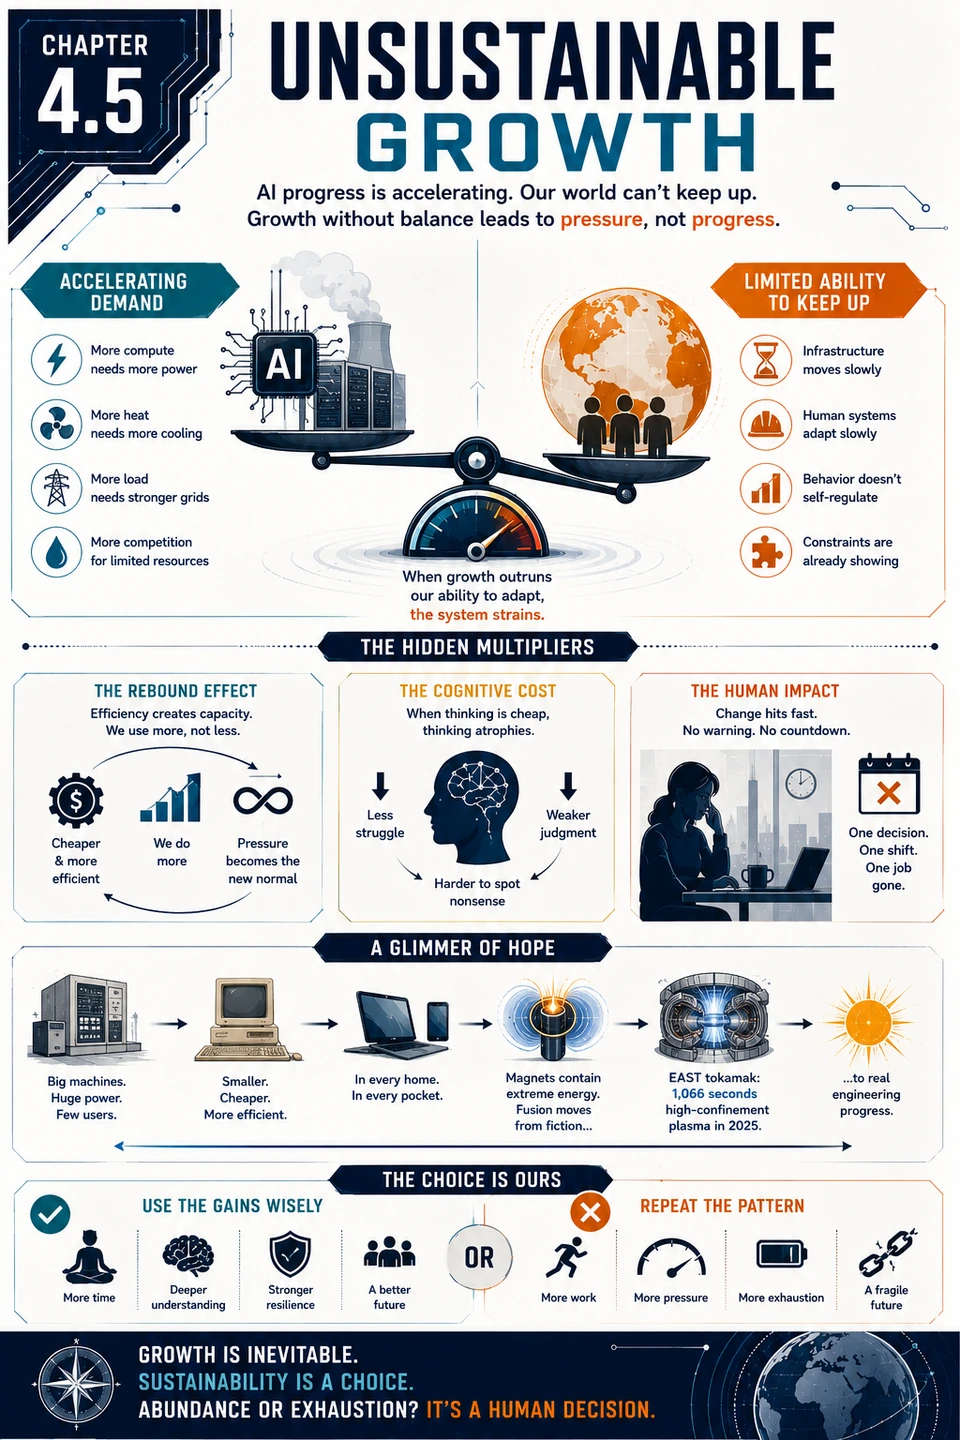 CHAPTER
4.5
UNSUSTAINABLE
GROWTH
AI progress is accelerating. Our world can't keep up.
Growth without balance leads to pressure, not progress.
ACCELERATING
DEMAND
More compute
needs more power
More heat
needs more cooling
More load
needs stronger grids
More competition
for limited resources
AI
LIMITED ABILITY
TO KEEP UP
Infrastructure
moves slowly
Human systems
adapt slowly
Behavior doesn't
self-regulate
Constraints are
already showing
When growth outruns
our ability to adapt,
the system strains.
THE HIDDEN MULTIPLIERS
THE REBOUND EFFECT
Efficiency creates capacity.
We use more, not less.
$
Cheaper
& more
efficient
We do
more
Pressure
becomes the
new normal
THE COGNITIVE COST
When thinking is cheap,
thinking atrophies.
Less
struggle
Weaker
judgment
Harder to spot
nonsense
THE HUMAN IMPACT
Change hits fast.
No warning. No countdown.
One decision.
One shift.
One job
gone.
A GLIMMER OF HOPE
Big machines.
Huge power.
Few users.
Smaller.
Cheaper.
More efficient.
In every home.
In every pocket.
Magnets contain
extreme energy.
Fusion moves
from fiction...
EAST tokamak:
1,066 seconds
high-confinement
plasma in 2025.
...to real
engineering
progress.
THE CHOICE IS OURS
USE THE GAINS WISELY
More time
Deeper
understanding
Stronger
resilience
A better
future
OR
REPEAT THE PATTERN
More work
More pressure
More exhaustion
A fragile
future
GROWTH IS INEVITABLE.
SUSTAINABILITY IS A CHOICE.
ABUNDANCE OR EXHAUSTION? IT'S A HUMAN DECISION.